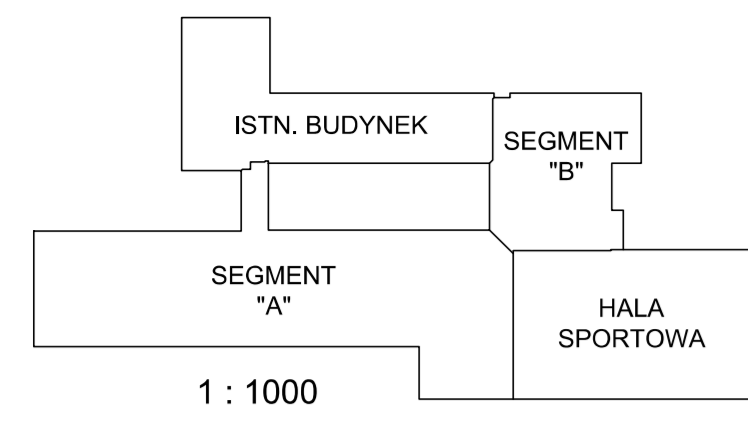 ISTN. BUDYNEK
SEGMENT
"B"
SEGMENT
"A"
HALA
SPORTOWA
1 : 1000